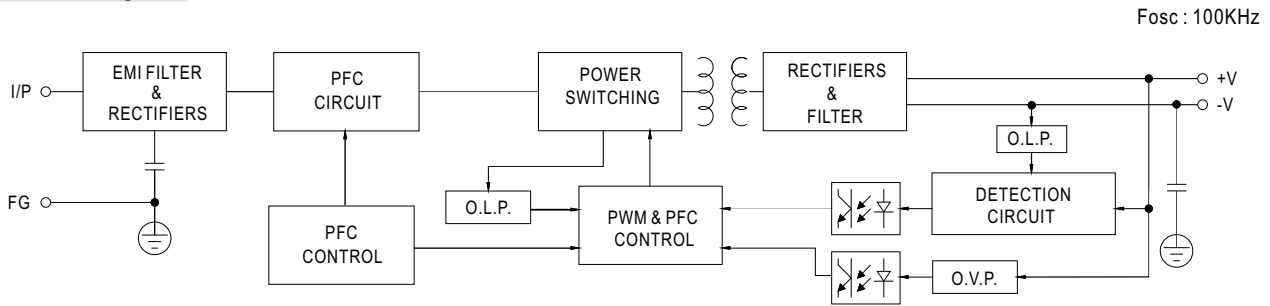 Fosc : 100KHz
I/P
EMI FILTER
&
RECTIFIERS
PFC
CIRCUIT
POWER
SWITCHING
RECTIFIERS
&
FILTER
+V
-V
O.L.P.
FG
PFC
CONTROL
O.L.P.
PWM & PFC
CONTROL
DETECTION
CIRCUIT
O.V.P.